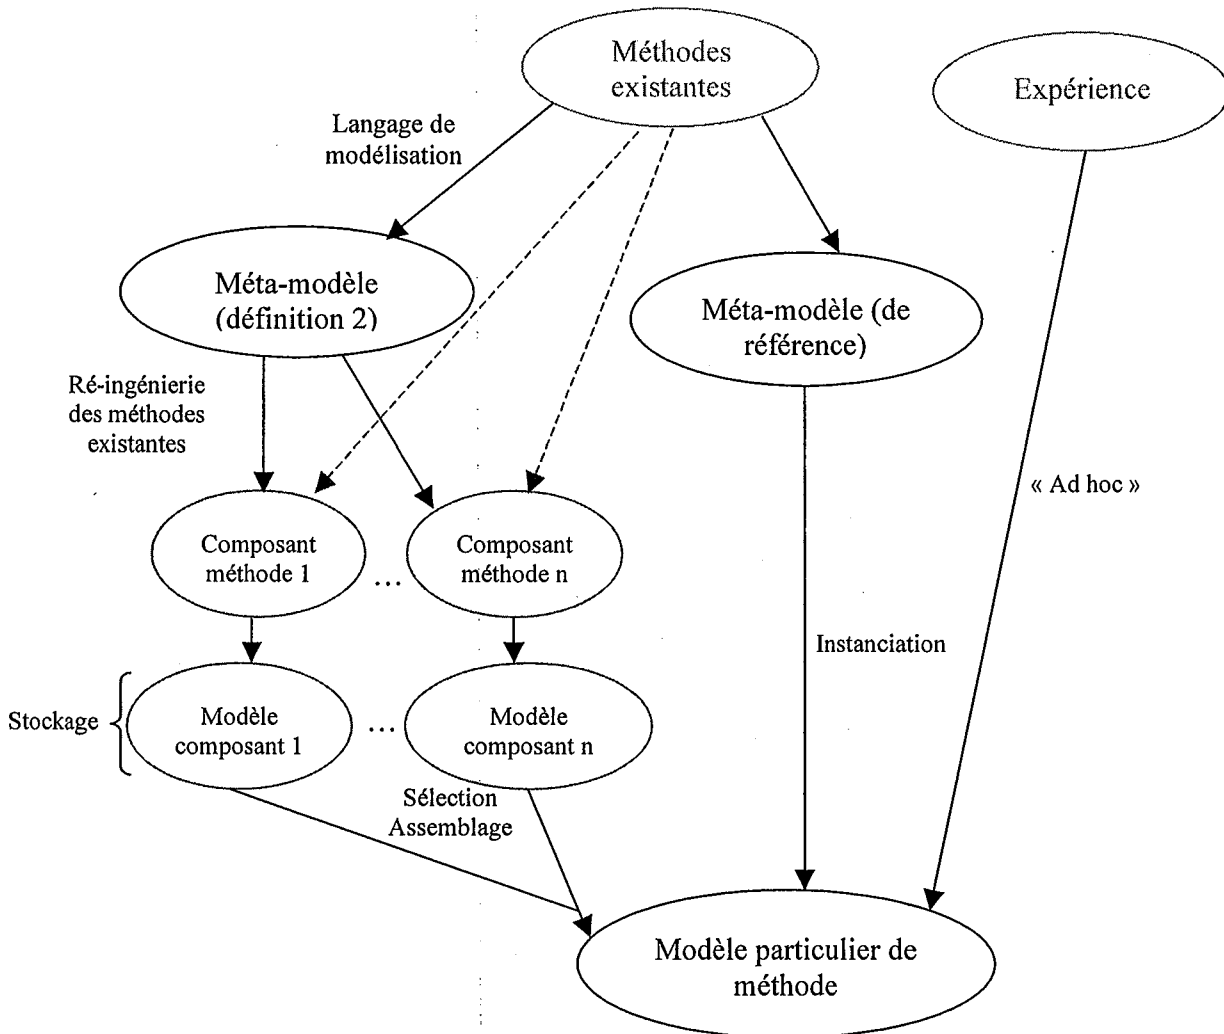 Méthodes
existantes
Expérience
Langage de
modélisation
Méta-modèle
(définition 2)
Méta-modèle (de
référence)
Ré-ingénierie
des méthodes
existantes
« Ad hoc »
Composant
méthode 1
...
Composant
méthode n
Instanciation
Stockage
Modèle
composant 1
...
Modèle
composant n
Sélection
Assemblage
Modèle particulier de
méthode